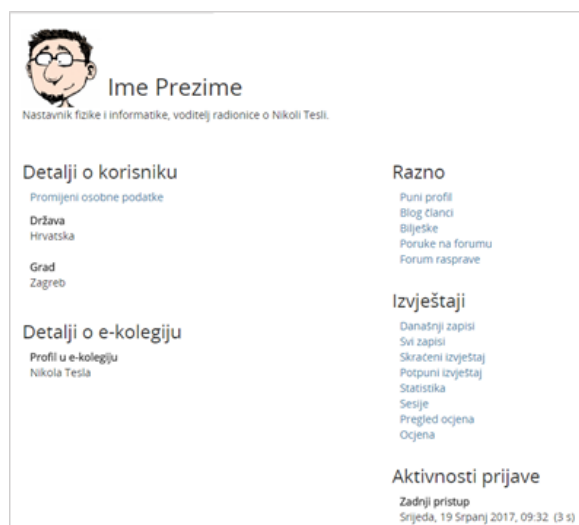 Ime Prezime
Nastavnik fizike i informatike, voditelj radionice o Nikoli Tesli.
Detalji o korisniku
Promijeni osobne podatke
Država
Hrvatska
Grad
Zagreb
Detalji o e-kolegiju
Profil u e-kolegiju
Nikola Tesla
Razno
Puni profil
Blog članci
Bilješke
Poruke na forumu
Forum rasprave
Izvještaji
Današnji zapisi
Svi zapisi
Skraćeni izvještaj
Potpuni izvještaj
Statistika
Sesije
Pregled ocjena
Ocjena
Aktivnosti prijave
Zadnji pristup
Srijeda, 19 Srpanj 2017, 09:32 (3 s)